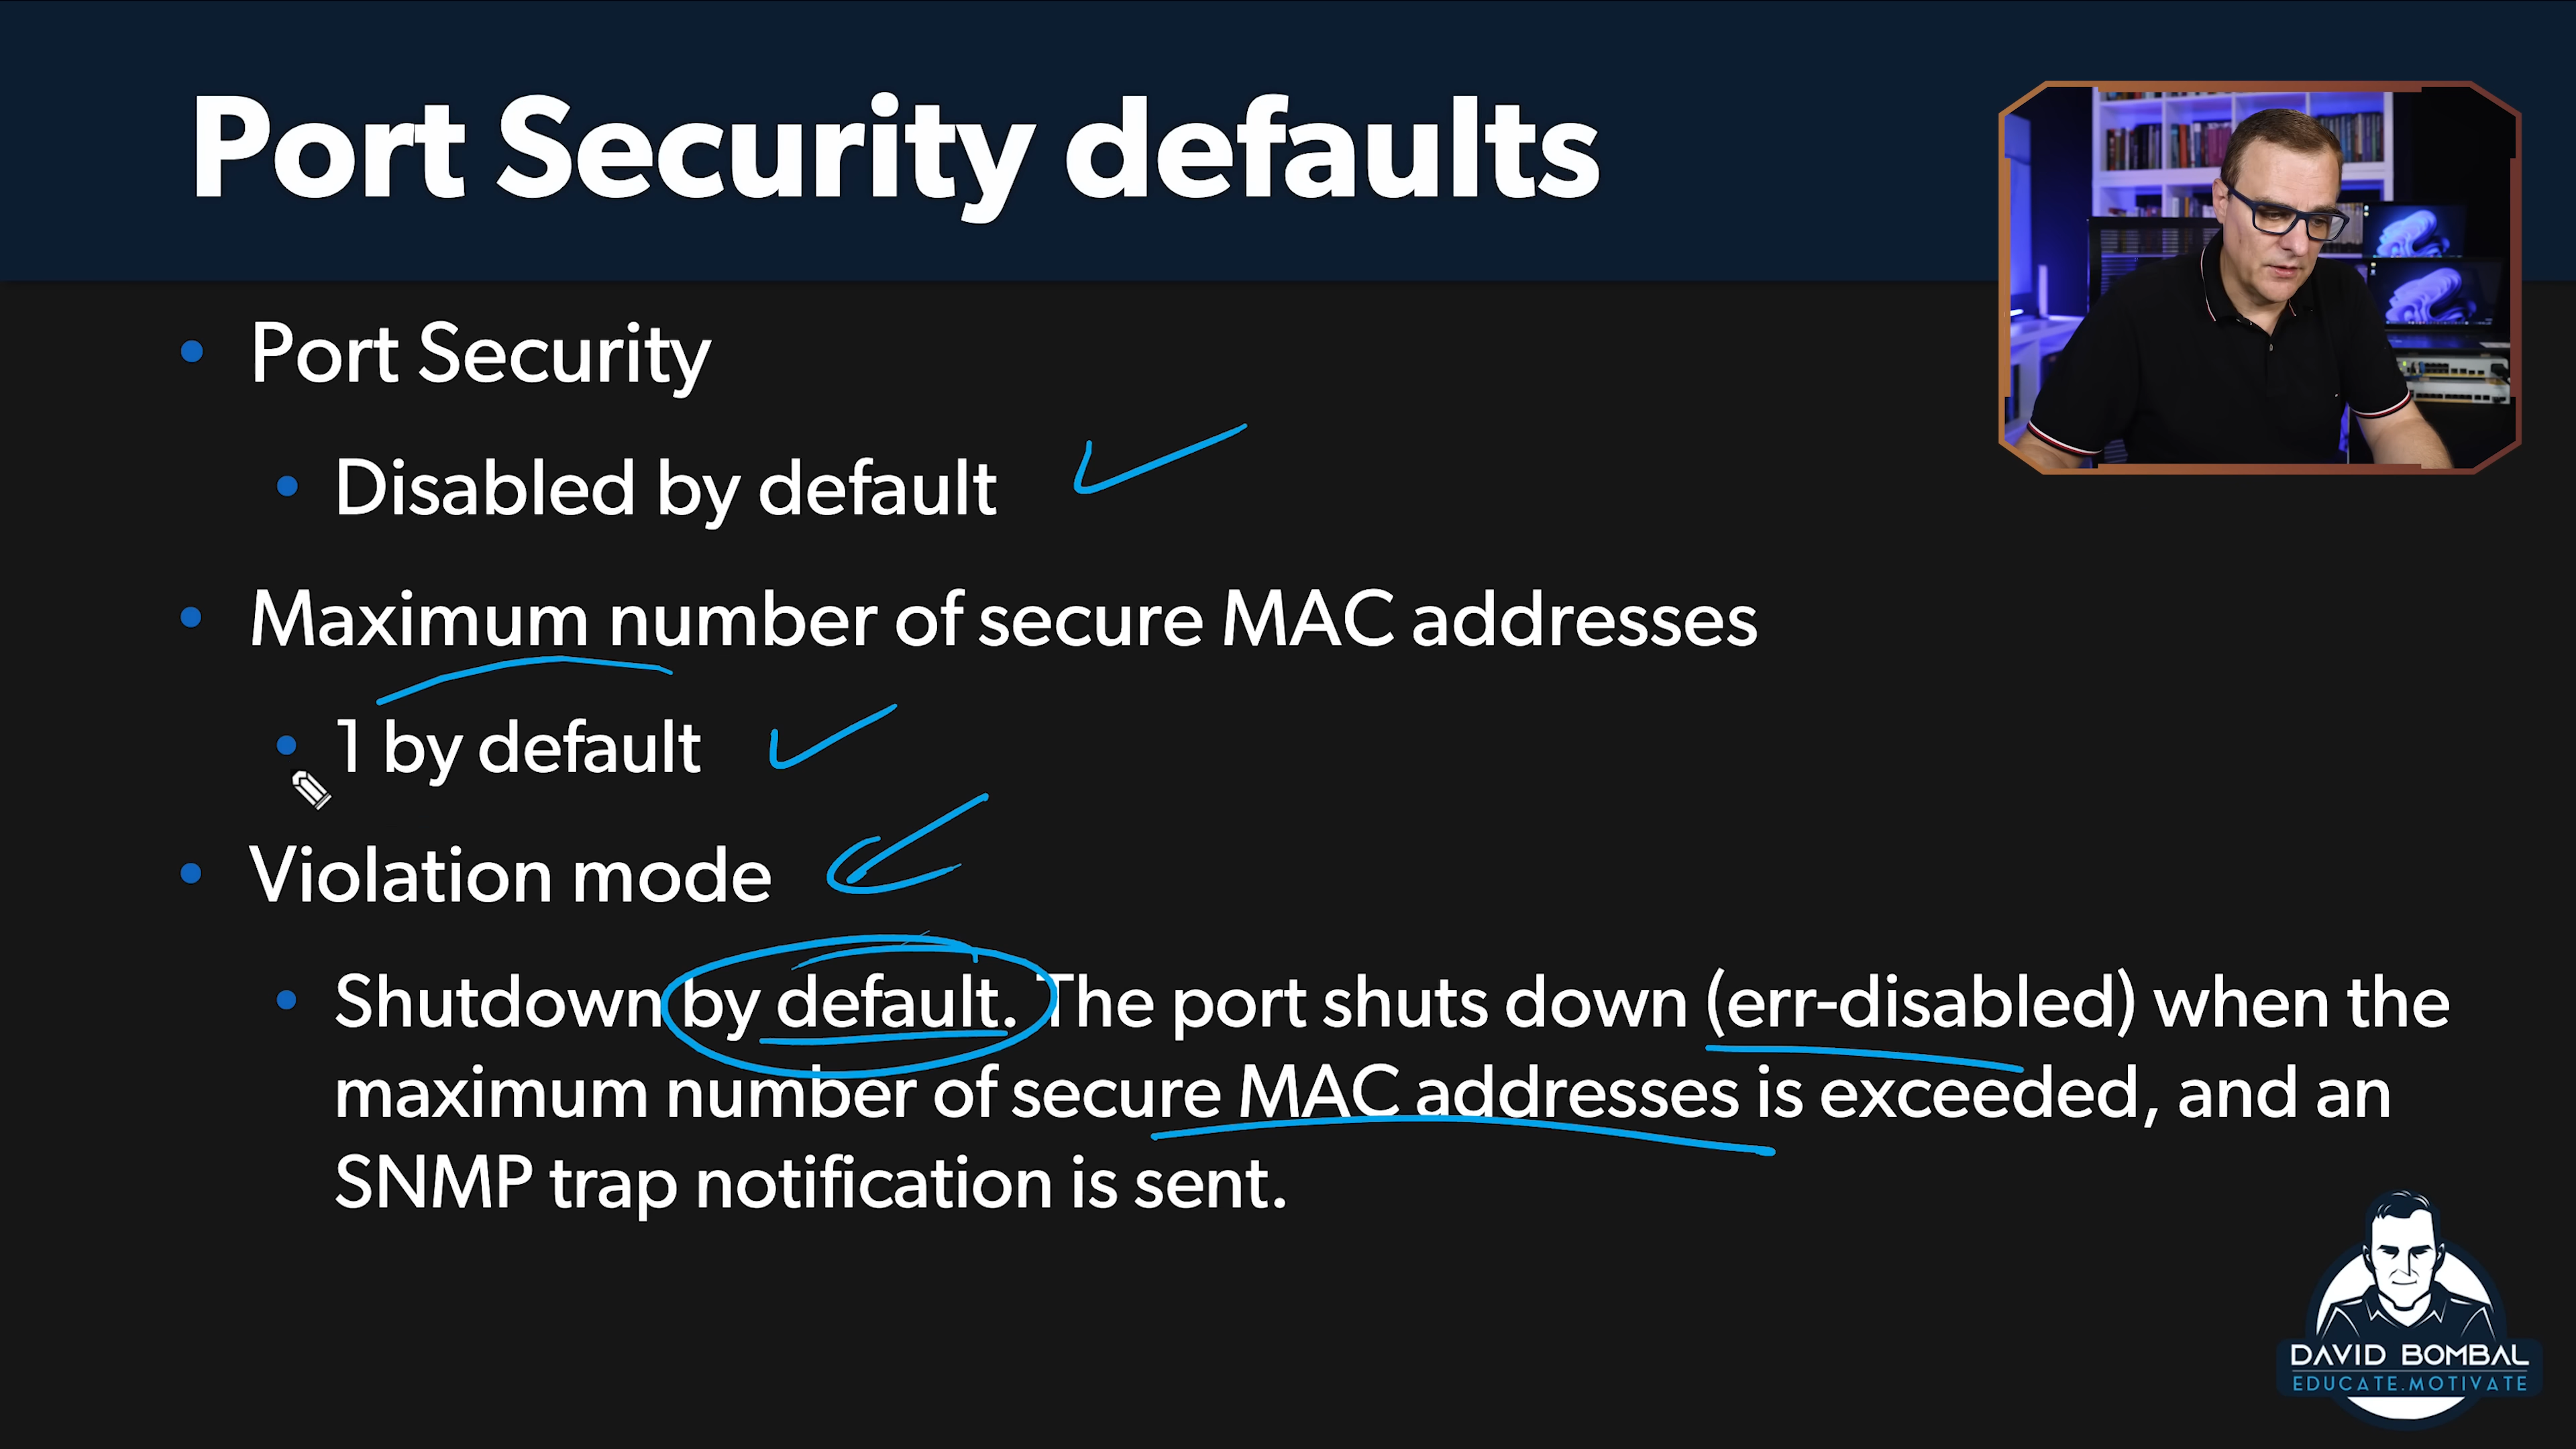 Port Security defaults
Port Security
Disabled by default
Maximum number of secure MAC addresses
1 by default
Violation mode
Shutdown by default. The port shuts down (err-disabled) when the
maximum number of secure MAC addresses is exceeded, and an
SNMP trap notification is sent.
DAVID BOMBAL
EDUCATE.MOTIVATE